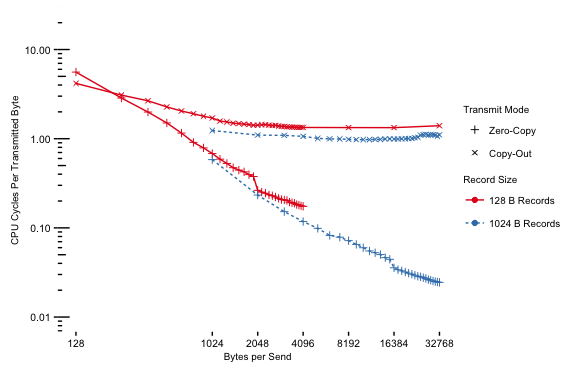 10.00
1.00
0.10
0.01
CPU Cycles Per Transmitted Byte
128
1024
2048
4096
8192
16384
32768
Bytes per Send
Transmit Mode
Zero-Copy
Copy-Out
Record Size
128 B Records
1024 B Records